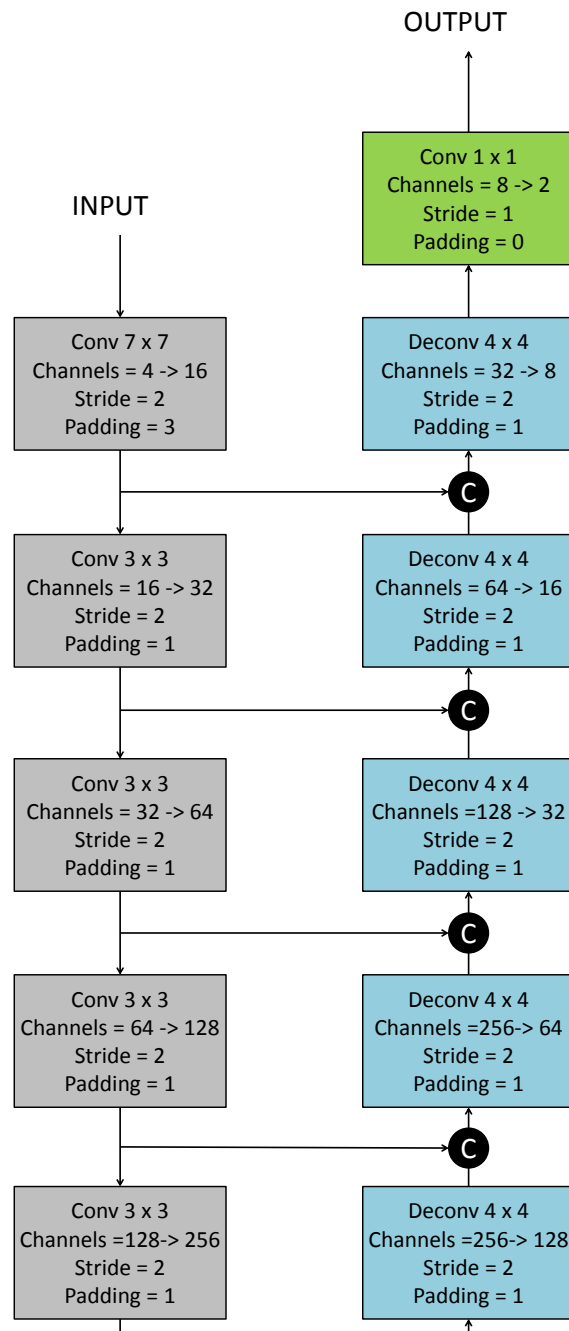 INPUT
Conv 7 x 7
Channels = 4 -> 16
Stride = 2
Padding = 3
Conv 3 x 3
Channels = 16 -> 32
Stride = 2
Padding = 1
Conv 3 x 3
Channels = 32 -> 64
Stride = 2
Padding = 1
Conv 3 x 3
Channels = 64 -> 128
Stride = 2
Padding = 1
Conv 3 x 3
Channels =128-> 256
Stride = 2
Padding = 1
OUTPUT
Conv 1 x 1
Channels = 8 -> 2
Stride = 1
Padding = 0
Deconv 4 x 4
Channels = 32 -> 8
Stride = 2
Padding = 1
C
Deconv 4 x 4
Channels = 64 -> 16
Stride = 2
Padding = 1
C
Deconv 4 x 4
Channels =128 -> 32
Stride = 2
Padding = 1
C
Deconv 4 x 4
Channels =256-> 64
Stride = 2
Padding = 1
C
Deconv 4 x 4
Channels =256-> 128
Stride = 2
Padding = 1